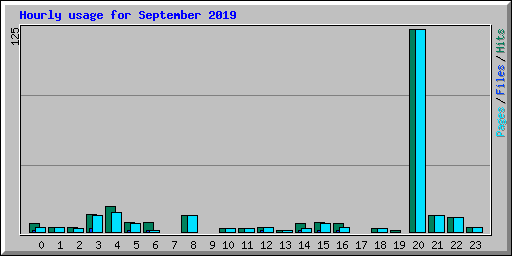 Hourly usage for September 2019
125
Pages/Files/Hits
0 1 2 3 4 5 6 7 8 9 10 11 12 13 14 15 16 17 18 19 20 21 22 23